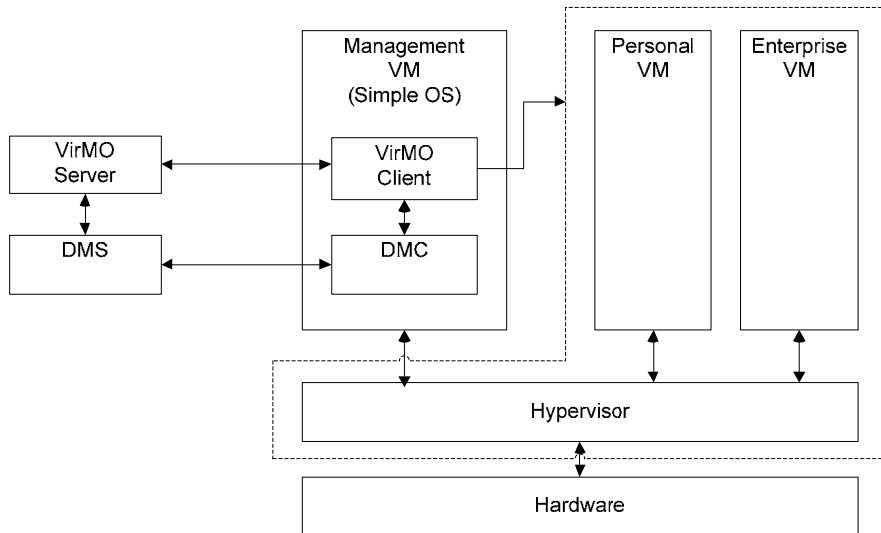 Management
VM
(Simple OS)
Personal
VM
Enterprise
VM
VirMO
Server
VirMO
Client
DMS
DMC
Hypervisor
Hardware